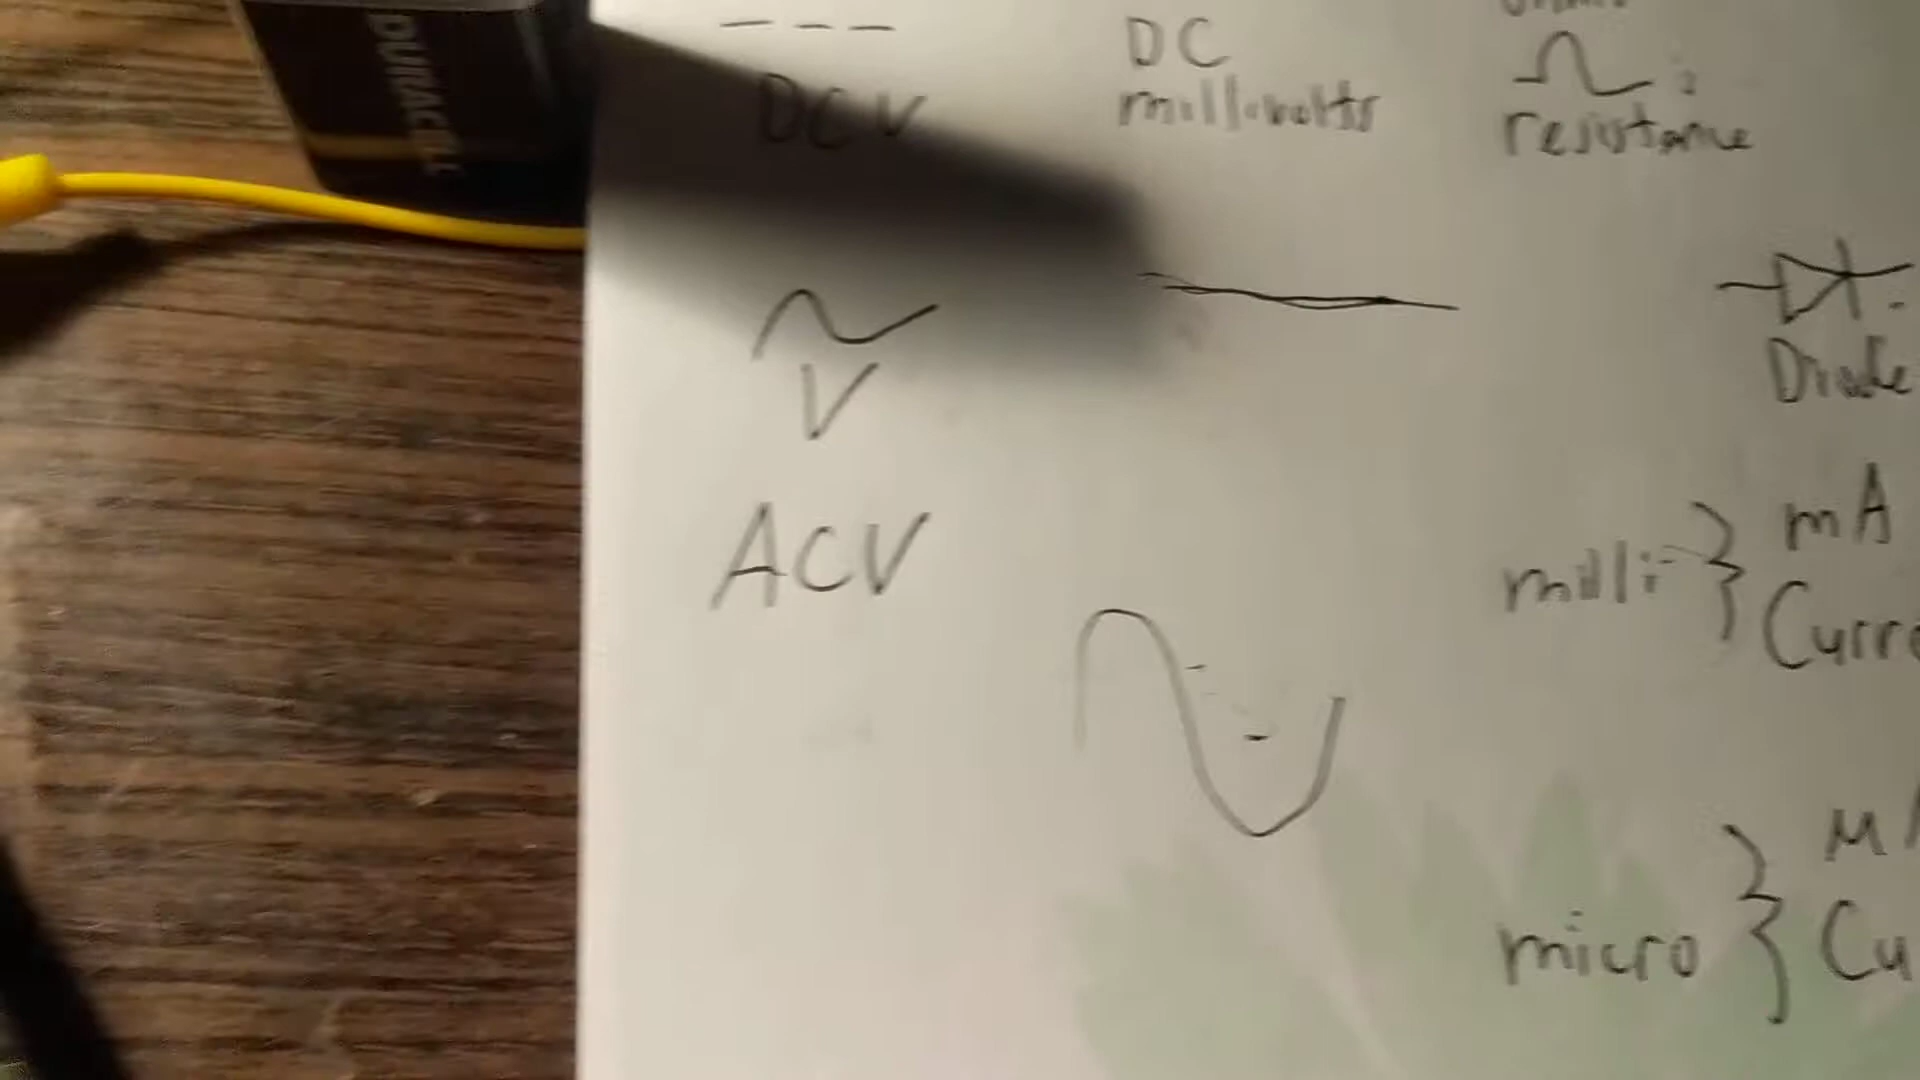 DURACELL
DCV
DC
millivolts
Ω:
resistance
V
ACV
Diode
milli-
mA
micro